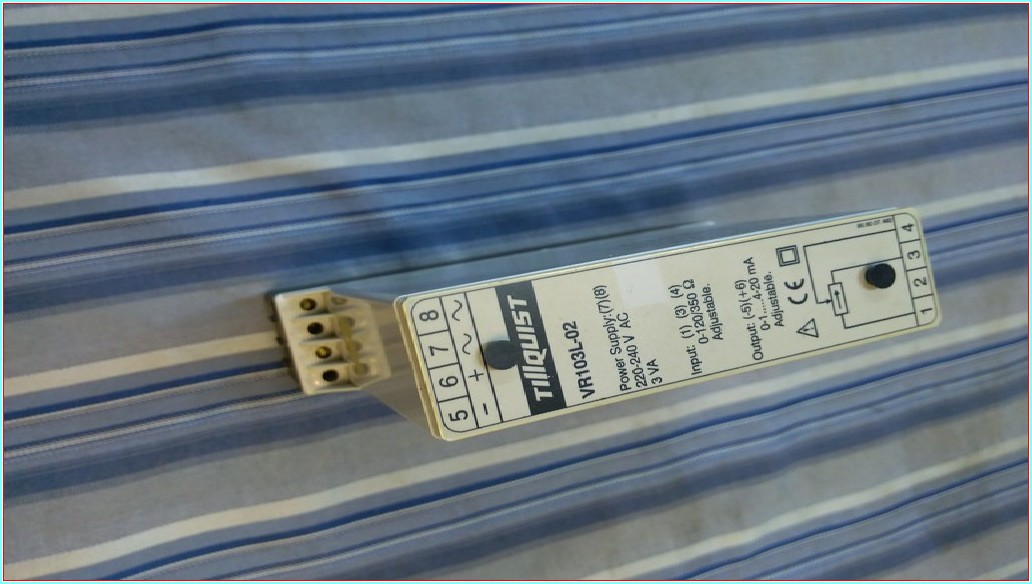 5 6 7 8
- + ~ ~
TIllQUIST
VR103L-02
Power Supply:(7)(8)
220-240 V AC
3 VA
Input: (1) (3) (4)
0-120/350 Ω
Adjustable.
Output: (-5)(+6)
0-1.....4-20 mA
Adjustable.
CE
1 2 3 4